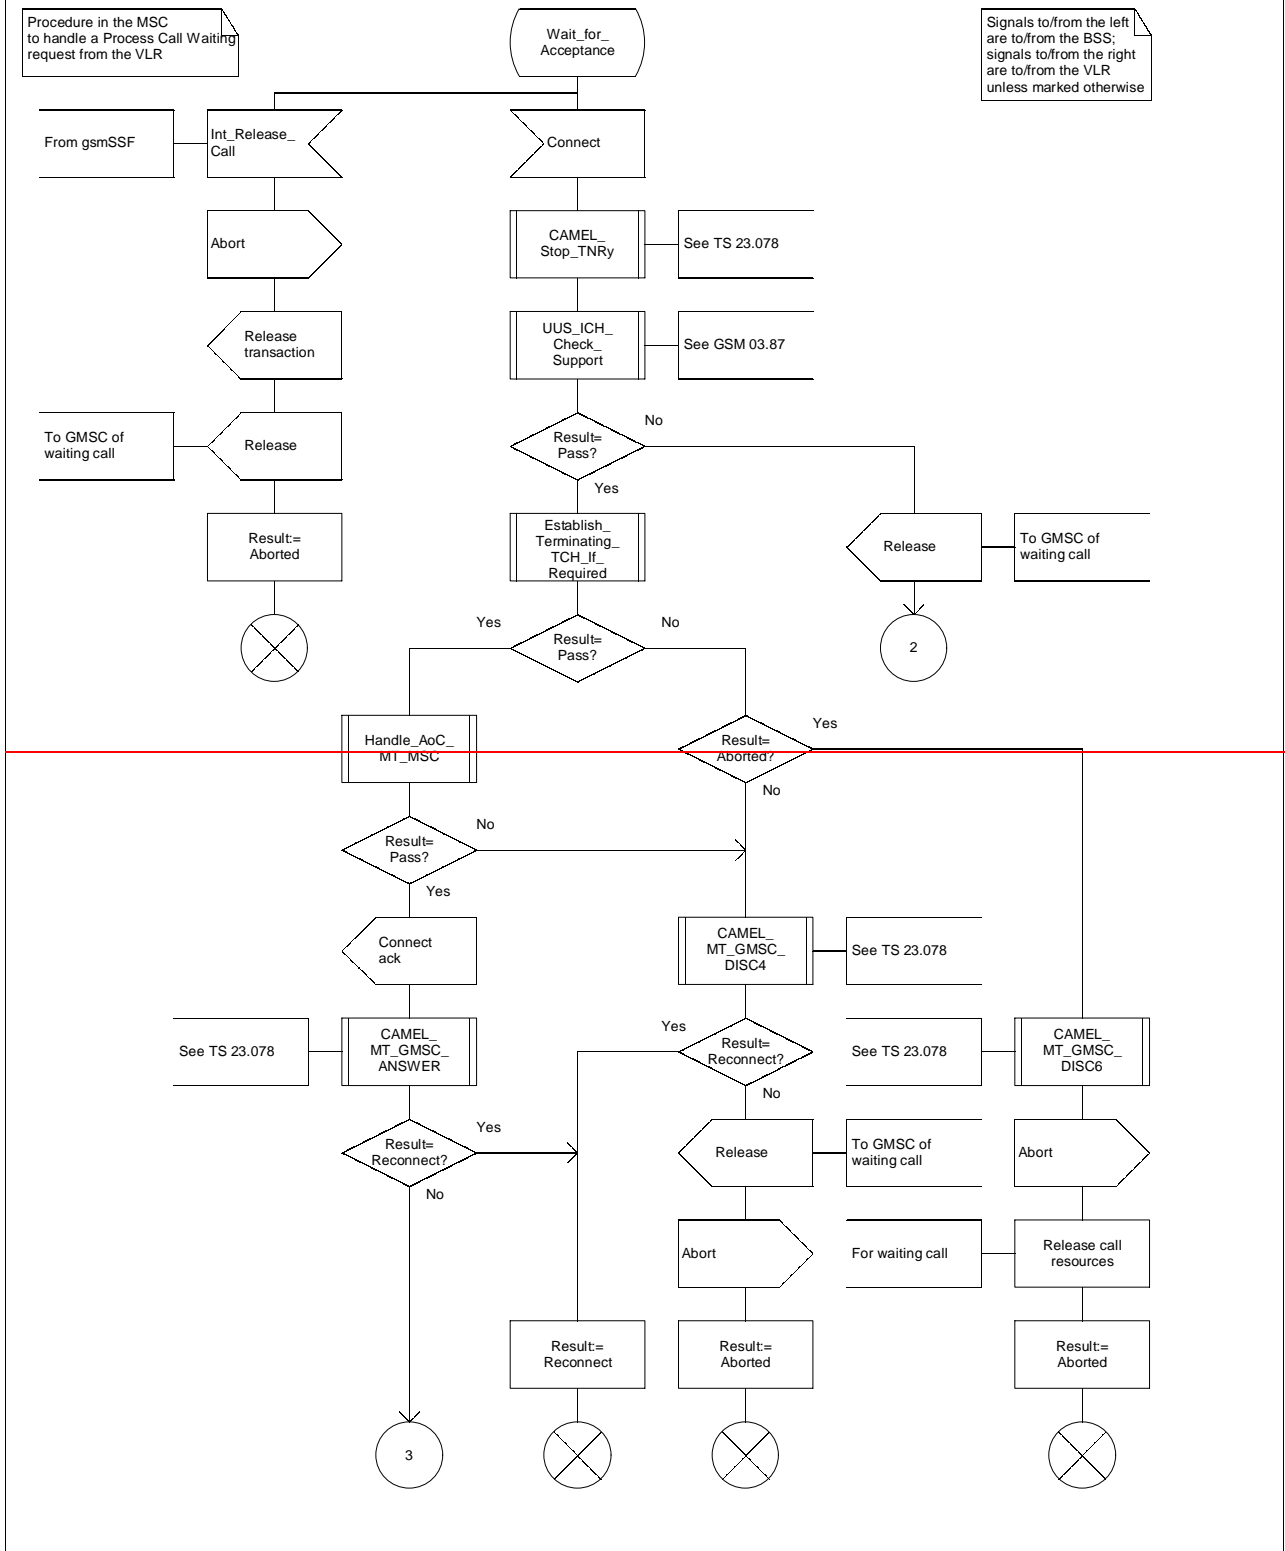 Procedure in the MSC
to handle a Process Call Waiting
request from the VLR
Wait_for_
Acceptance
Signals to/from the left
are to/from the BSS;
signals to/from the right
are to/from the VLR
unless marked otherwise
From gsmSSF
Int_Release_
Call
Connect
Abort
CAMEL_
Stop_TNRy
See TS 23.078
Release
transaction
UUS_ICH_
Check_
Support
See GSM 03.87
To GMSC of
waiting call
Release
Result=
Pass?
No
Yes
Result:=
Aborted
Establish_
Terminating_
TCH_If_
Required
Release
To GMSC of
waiting call
Yes
Result=
Pass?
No
2
Handle_AoC_
MT_MSC
Result=
Aborted?
Yes
No
Result=
Pass?
No
Yes
Connect
ack
CAMEL_
MT_GMSC_
DISC4
See TS 23.078
See TS 23.078
CAMEL_
MT_GMSC_
ANSWER
Yes
Result=
Reconnect?
No
See TS 23.078
CAMEL_
MT_GMSC_
DISC6
Result=
Reconnect?
Yes
No
Release
To GMSC of
waiting call
Abort
Abort
For waiting call
Release call
resources
Result:=
Reconnect
Result:=
Aborted
Result:=
Aborted
3